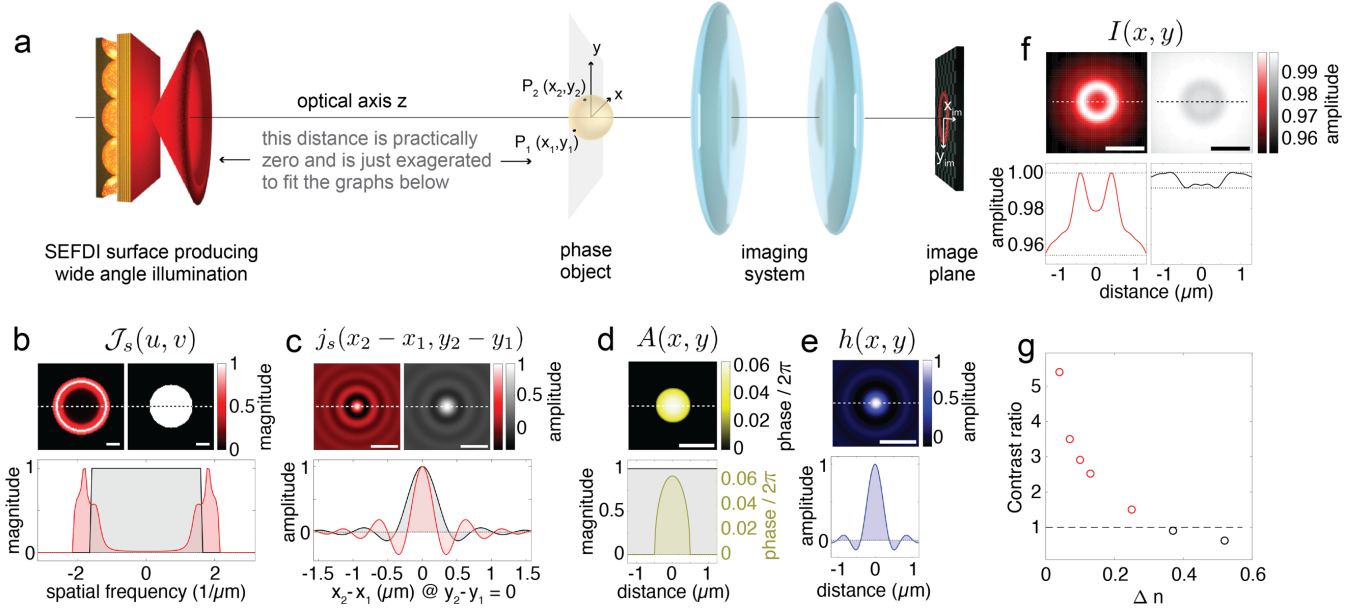 a
optical axis z
this distance is practically
zero and is just exagerated
to fit the graphs below
y
x
P2 (x2,y2)
P1 (x1,y1)
xim
yim
SEFDI surface producing
wide angle illumination
phase
object
imaging
system
image
plane
f
I(x, y)
0.99
0.98
0.97
0.96
amplitude
1.00
0.98
0.96
amplitude
-1 0 1
-1 0 1
distance (µm)
b
𝒥s(u, v)
1
0.5
0
magnitude
1
0.5
0
magnitude
−2 0 2
spatial frequency (1/µm)
c
js(x2 − x1, y2 − y1)
1
0.5
0
amplitude
1
0
amplitude
-1.5 -1 -0.5 0 0.5 1 1.5
x2-x1 (µm) @ y2-y1 = 0
d
A(x, y)
0.06
0.04
0.02
0
phase / 2π
1
0.5
0
magnitude
0.06
0.04
0.02
0
phase / 2π
-1 0 1
distance (µm)
e
h(x, y)
1
0.5
0
amplitude
1
0
amplitude
-1 0 1
distance (µm)
g
5
4
3
2
1
Contrast ratio
0 0.2 0.4 0.6
Δ n